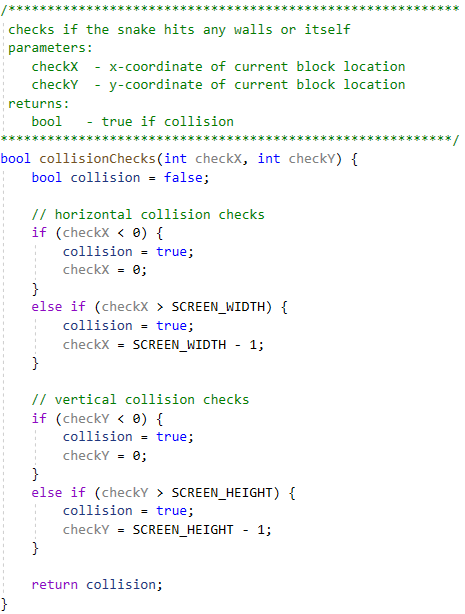 /**********************************************************
 checks if the snake hits any walls or itself
 parameters:
    checkX  - x-coordinate of current block location
    checkY  - y-coordinate of current block location
 returns:
    bool   - true if collision
**********************************************************/
bool collisionChecks(int checkX, int checkY) {
    bool collision = false;

    // horizontal collision checks
    if (checkX < 0) {
        collision = true;
        checkX = 0;
    }
    else if (checkX > SCREEN_WIDTH) {
        collision = true;
        checkX = SCREEN_WIDTH - 1;
    }

    // vertical collision checks
    if (checkY < 0) {
        collision = true;
        checkY = 0;
    }
    else if (checkY > SCREEN_HEIGHT) {
        collision = true;
        checkY = SCREEN_HEIGHT - 1;
    }

    return collision;
}